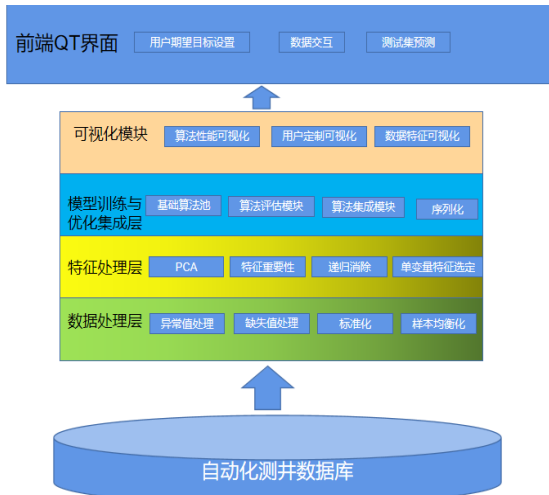 前端QT界面 用户期望目标设置 数据交互 测试集预测
可视化模块 算法性能可视化 用户定制可视化 数据特征可视化
模型训练与
优化集成层 基础算法池 算法评估模块 算法集成模块 序列化
特征处理层 PCA 特征重要性 递归消除 单变量特征选定
数据处理层 异常值处理 缺失值处理 标准化 样本均衡化
自动化测井数据库